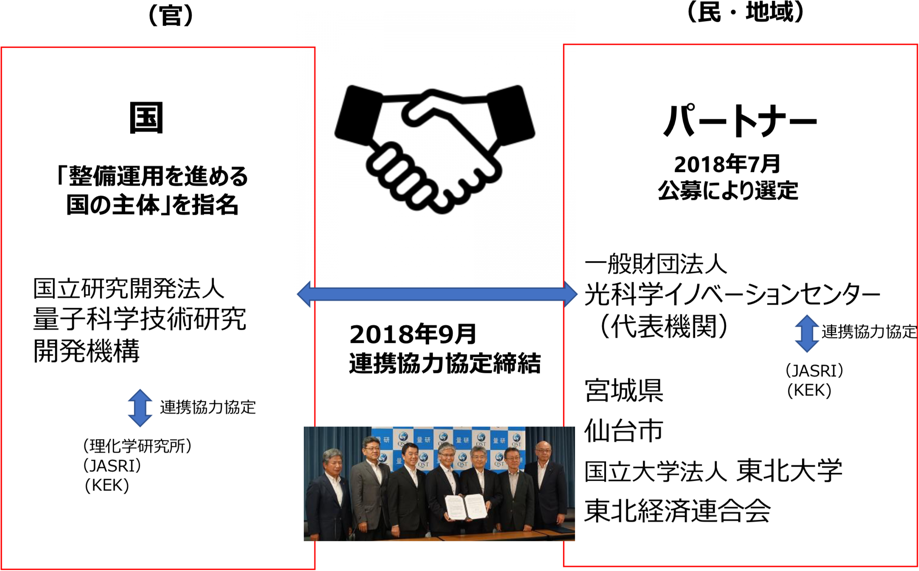 （官）
国
「整備運用を進める
国の主体」を指名
国立研究開発法人
量子科学技術研究
開発機構
連携協力協定
（理化学研究所）
（JASRI）
（KEK）
2018年9月
連携協力協定締結
量研
QST
量研
QST
（民・地域）
パートナー
2018年7月
公募により選定
一般財団法人
光科学イノベーションセンター
（代表機関）
連携協力協定
（JASRI）
（KEK）
宮城県
仙台市
国立大学法人 東北大学
東北経済連合会